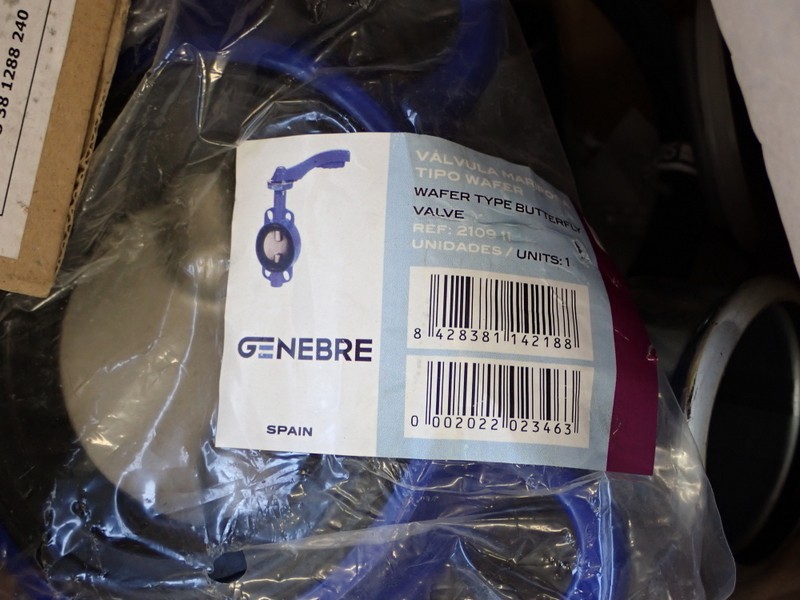 38 1288 240
VÁLVULA
TIPO WAFER
WAFER TYPE BUTTERFLY
VALVE
REF: 2109 11
UNIDADES / UNITS: 1
8 428381 142188
GENEBRE
0 002022 023463
SPAIN